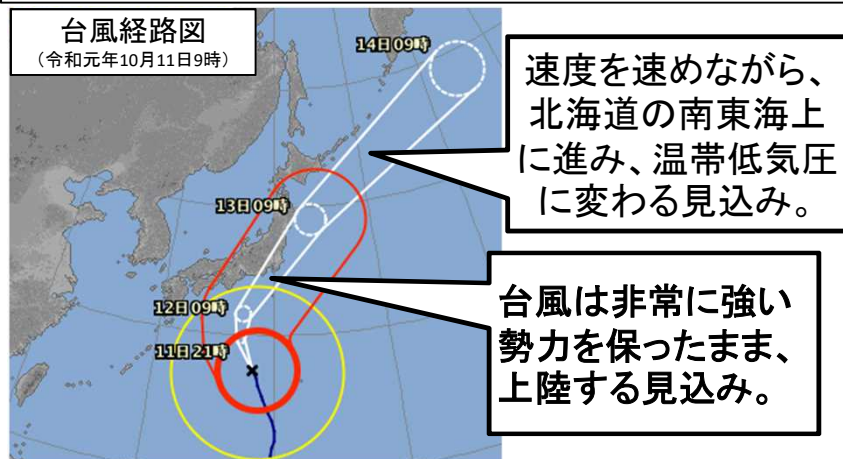 台風経路図
（令和元年10月11日9時）
14日09時
速度を速めながら、
北海道の南東海上
に進み、温帯低気圧
に変わる見込み。
13日09時
台風は非常に強い
勢力を保ったまま、
上陸する見込み。
12日09時
11日21時